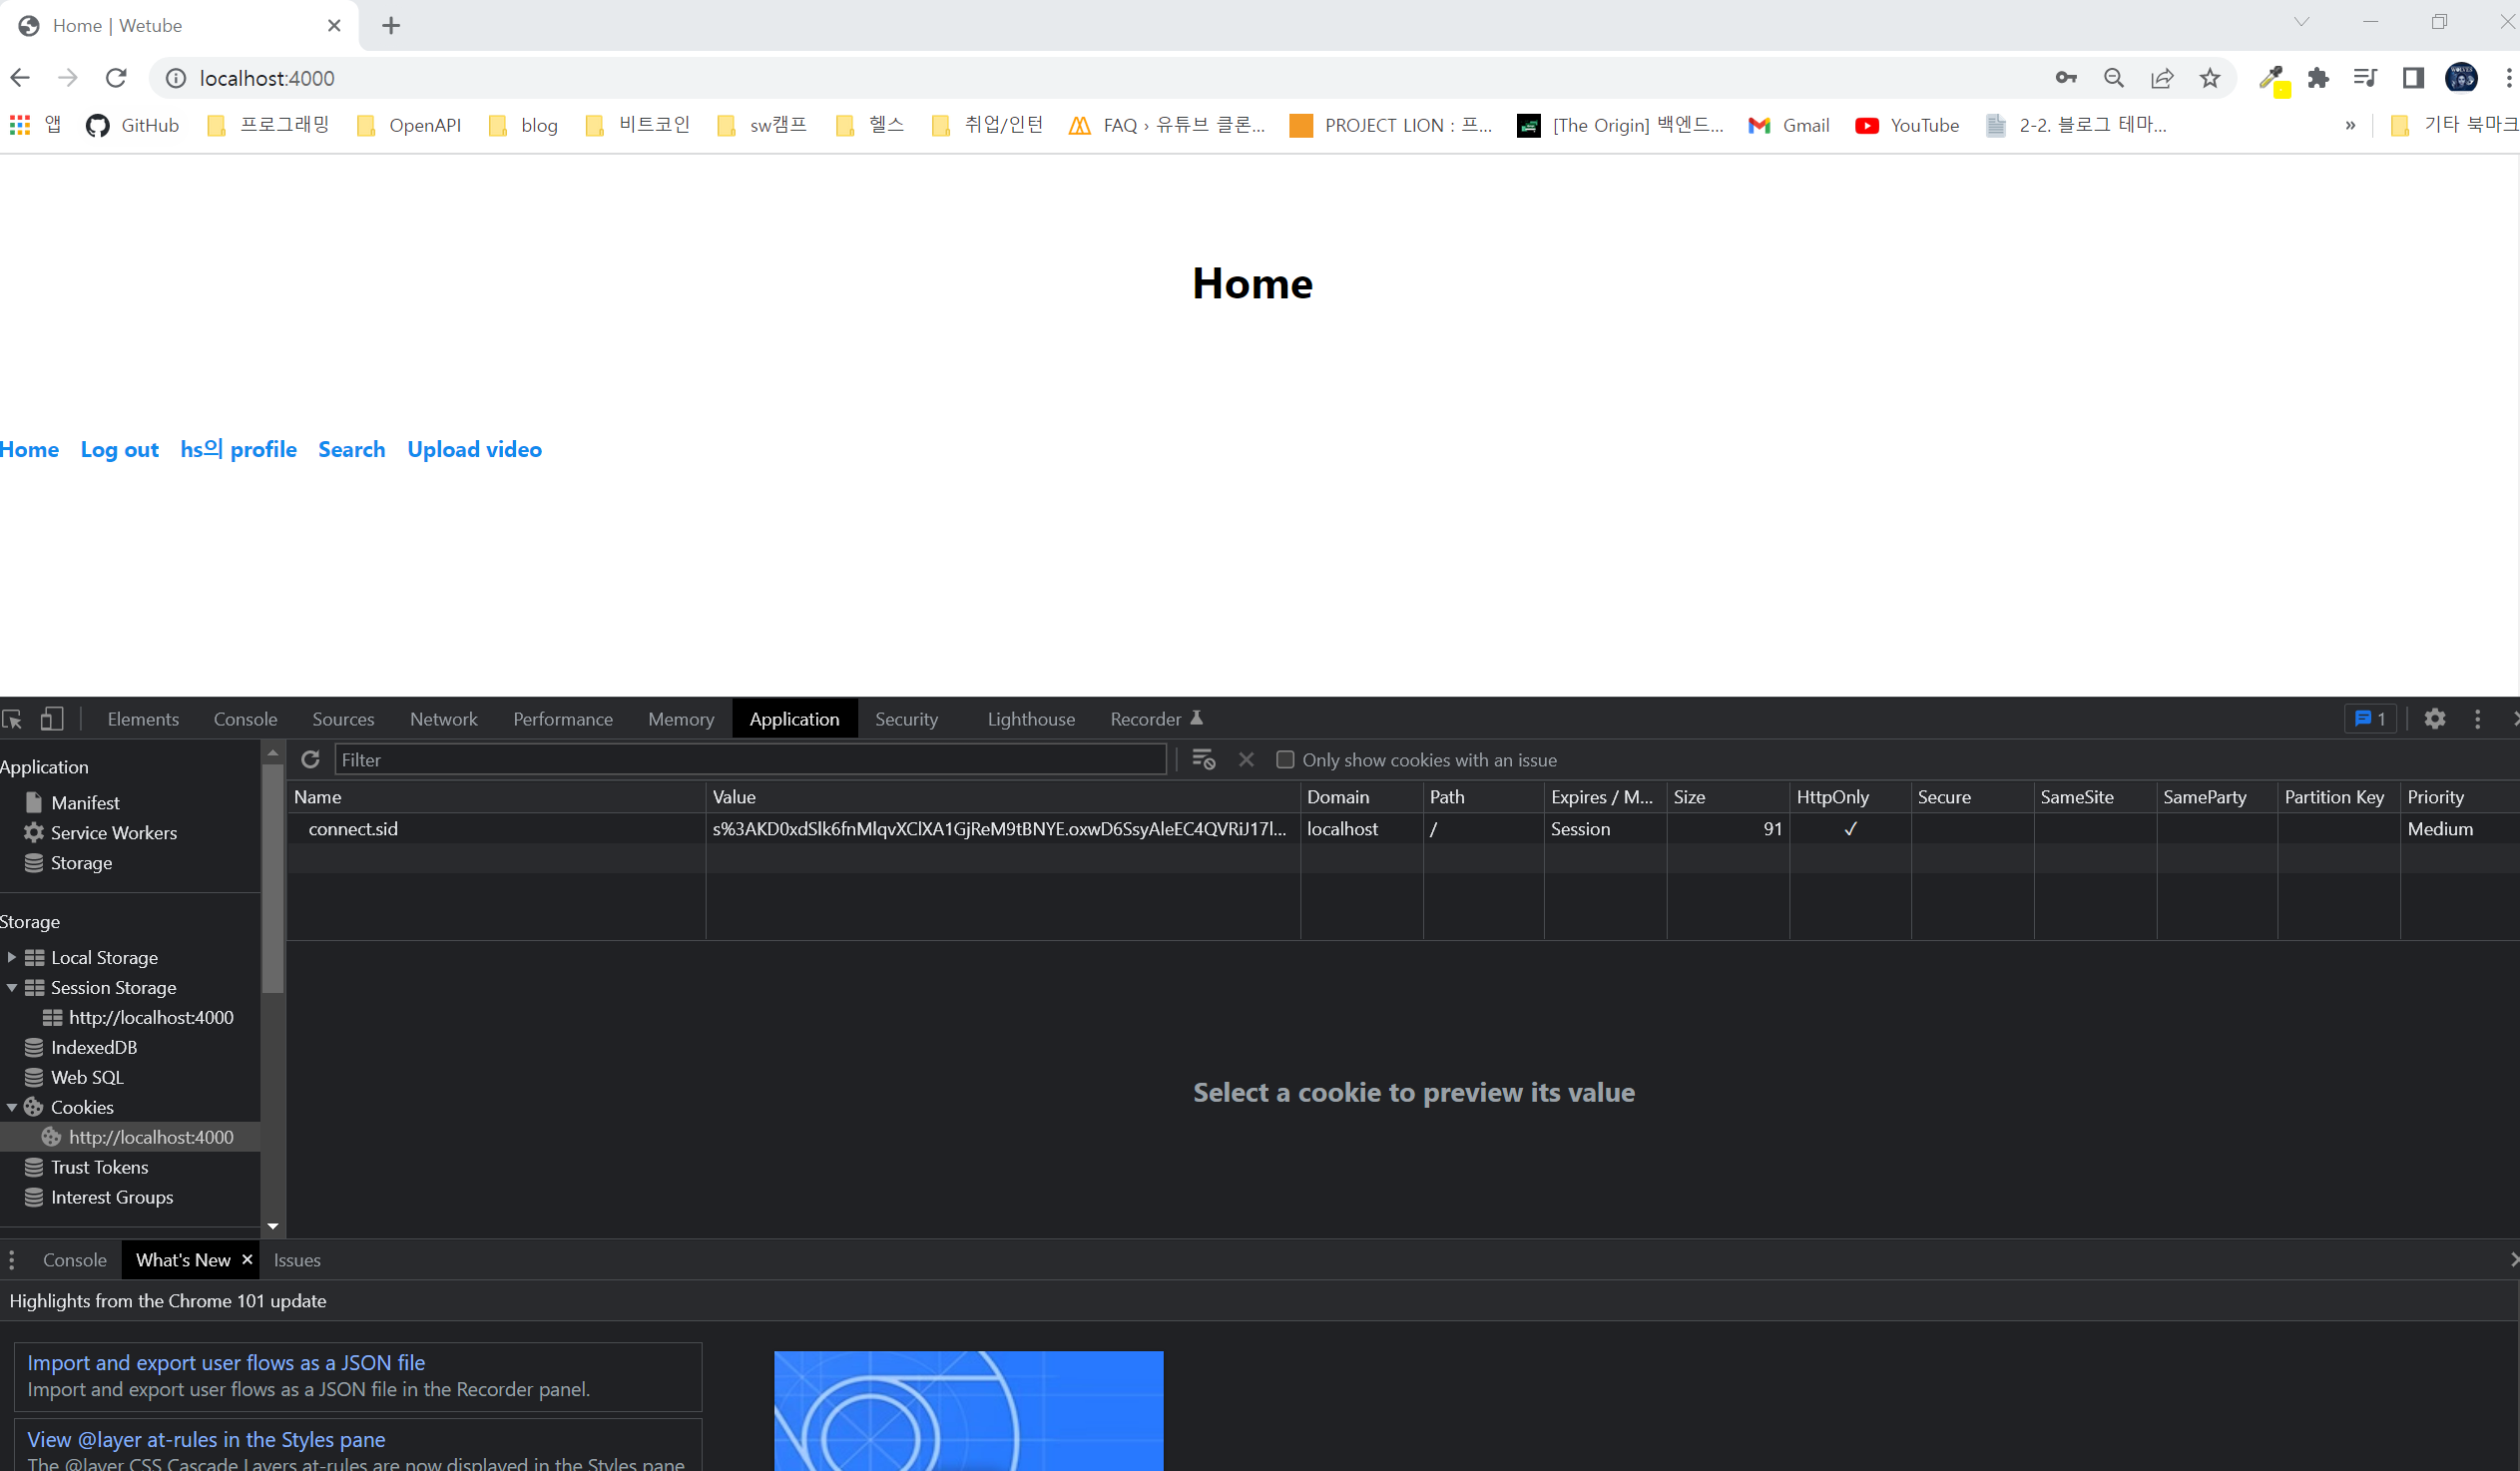 Home | Wetube
localhost:4000
앱 GitHub 프로그래밍 OpenAPI blog 비트코인 sw캠프 헬스 취업/인턴 FAQ › 유튜브 클론... PROJECT LION : 프... [The Origin] 백엔드... Gmail YouTube 2-2. 블로그 테마... » 기타 북마크
Home
Home Log out hs의 profile Search Upload video
Elements Console Sources Network Performance Memory Application Security Lighthouse Recorder 1
Application
Manifest
Service Workers
Storage
Storage
Local Storage
Session Storage
http://localhost:4000
IndexedDB
Web SQL
Cookies
http://localhost:4000
Trust Tokens
Interest Groups
Filter Only show cookies with an issue
Name Value Domain Path Expires / M... Size HttpOnly Secure SameSite SameParty Partition Key Priority
connect.sid s%3AKD0xdSlk6fnMlqvXClXA1GjReM9tBNYE.oxwD6SsyAleEC4QVRiJ17l... localhost / Session 91 ✓ Medium
Select a cookie to preview its value
Console What's New Issues
Highlights from the Chrome 101 update
Import and export user flows as a JSON file
Import and export user flows as a JSON file in the Recorder panel.
View @layer at-rules in the Styles pane
The @layer CSS Cascade Layers at-rules are now displayed in the Styles pane